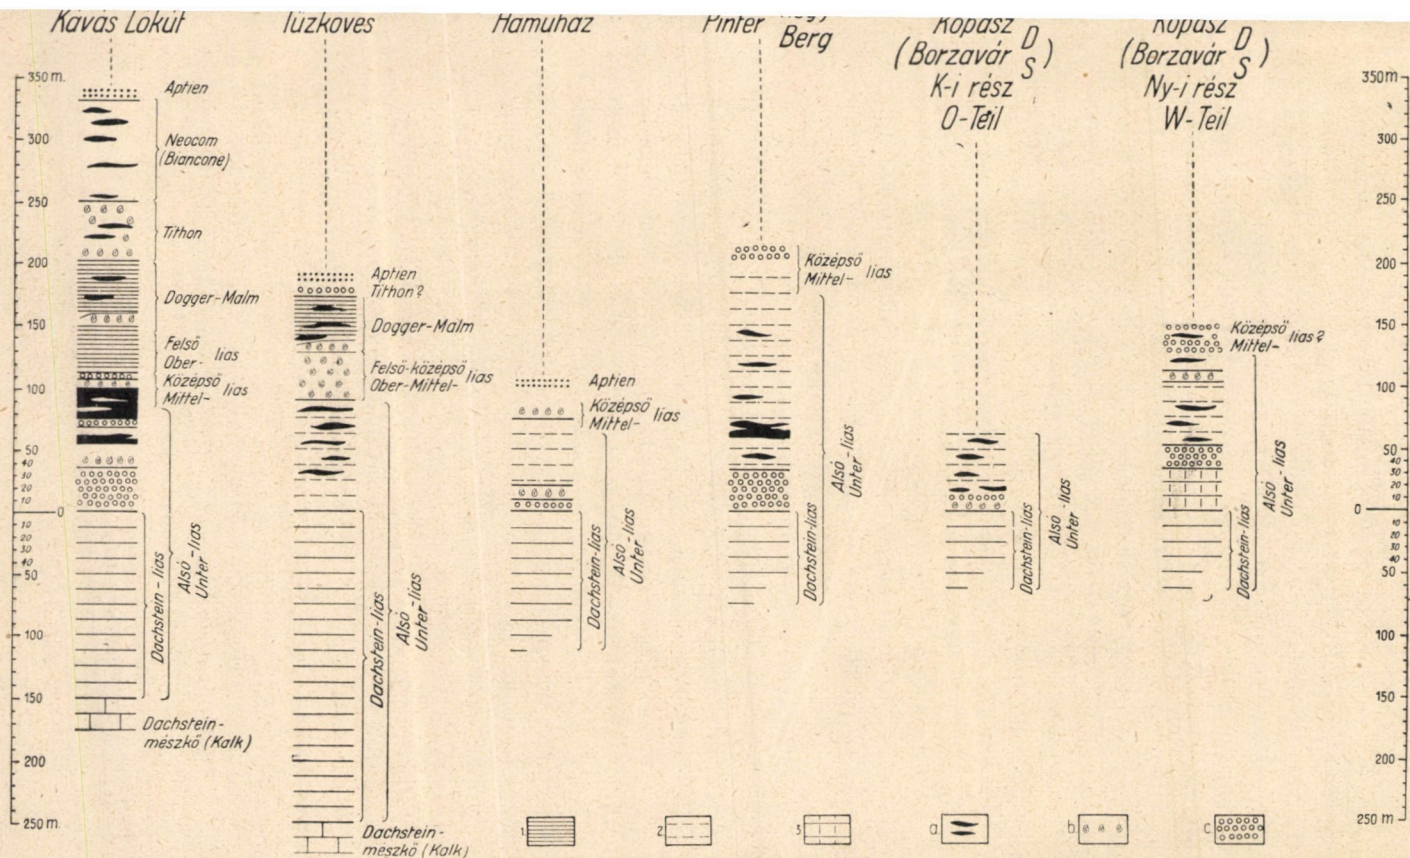 Kávás Lókút
Tűzköves
Hamuház
Pintér
Berg
Kopasz
(Borzavár D S)
K-i rész
O-Teil
Kopasz
(Borzavár D S)
Ny-i rész
W-Teil
350 m.
300
250
200
150
100
50
40
30
20
10
0
10
20
30
40
50
100
150
200
250 m.
Aptien
Neocom
(Biancone)
Tithon
Dogger-Malm
Felső
Ober- lias
Középső
Mittel- lias
Alsó
Unter -lias
Dachstein-lias
Dachstein-
mészkő (Kalk)
Aptien
Tithon?
Dogger-Malm
Felső-középső
Ober-Mittel- lias
Alsó
Unter -lias
Dachstein-lias
Dachstein-
mészkő (Kalk)
Aptien
Középső
Mittel- lias
Alsó
Unter -lias
Dachstein-lias
Középső
Mittel- lias
Alsó
Unter -lias
Dachstein-lias
Alsó
Unter -lias
Dachstein-lias
Középső
Mittel- lias?
Alsó
Unter -lias
Dachstein-lias
350 m
300
250
200
150
100
50
40
30
20
10
0
10
20
30
40
50
100
150
200
250 m
1.
2.
3.
a.
b.
c.